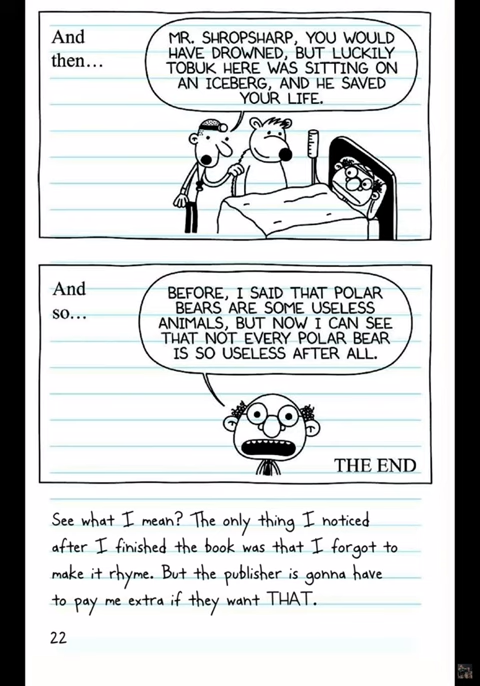 And
then...
MR. SHROPSHARP, YOU WOULD
HAVE DROWNED, BUT LUCKILY
TOBUK HERE WAS SITTING ON
AN ICEBERG, AND HE SAVED
YOUR LIFE.
And
so...
BEFORE, I SAID THAT POLAR
BEARS ARE SOME USELESS
ANIMALS, BUT NOW I CAN SEE
THAT NOT EVERY POLAR BEAR
IS SO USELESS AFTER ALL.
THE END
See what I mean? The only thing I noticed
after I finished the book was that I forgot to
make it rhyme. But the publisher is gonna have
to pay me extra if they want THAT.
22